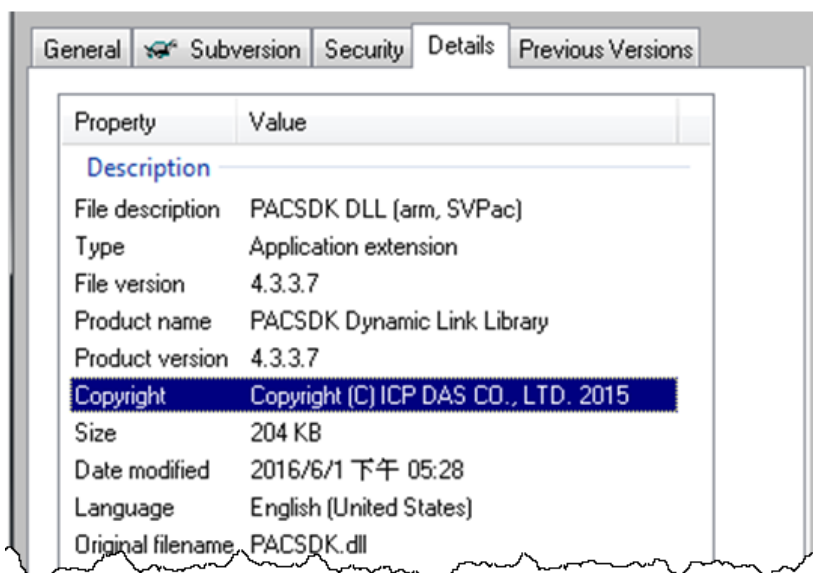 General Subversion Security Details Previous Versions
Property Value
Description
File description PACSDK DLL (arm, SVPac)
Type Application extension
File version 4.3.3.7
Product name PACSDK Dynamic Link Library
Product version 4.3.3.7
Copyright Copyright (C) ICP DAS CO., LTD. 2015
Size 204 KB
Date modified 2016/6/1 下午 05:28
Language English (United States)
Original filename PACSDK.dll